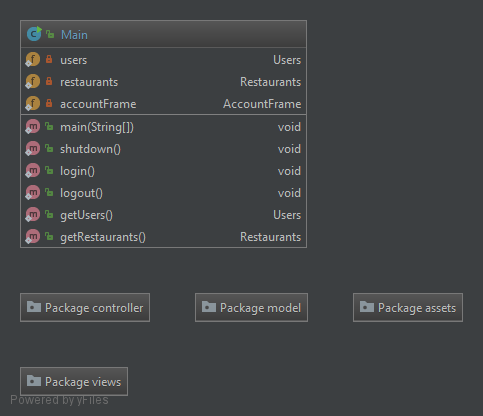 Main
users Users
restaurants Restaurants
accountFrame AccountFrame
main(String[]) void
shutdown() void
login() void
logout() void
getUsers() Users
getRestaurants() Restaurants
Package controller
Package model
Package assets
Package views
Powered by yFiles